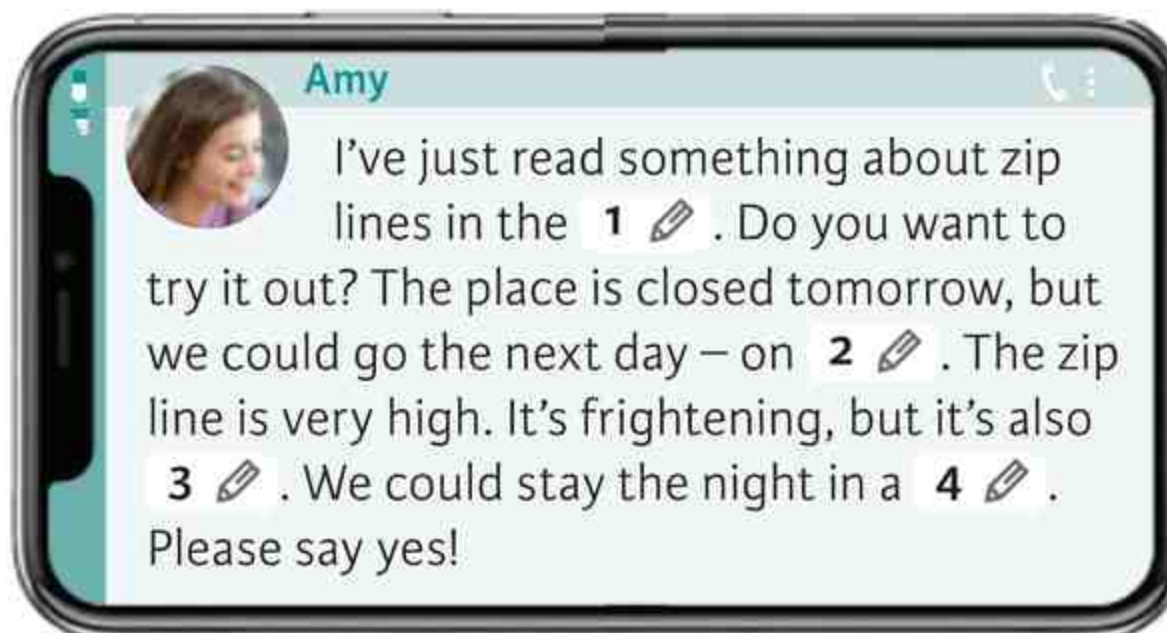 Amy
I've just read something about zip
lines in the 1 . Do you want to
try it out? The place is closed tomorrow, but
we could go the next day – on 2 . The zip
line is very high. It's frightening, but it's also
3 . We could stay the night in a 4 .
Please say yes!